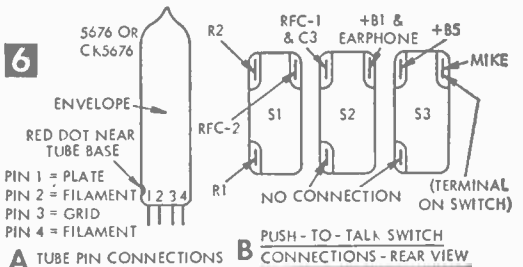 6
5676 OR
CK5676
ENVELOPE
RED DOT NEAR
TUBE BASE
PIN 1 = PLATE
PIN 2 = FILAMENT
PIN 3 = GRID
PIN 4 = FILAMENT
1 2 3 4
A TUBE PIN CONNECTIONS
R2
RFC-1
& C3
+B1 &
EARPHONE
+B5
MIKE
S1
S2
S3
RFC-2
R1
NO CONNECTION
(TERMINAL
ON SWITCH)
B PUSH-TO-TALK SWITCH
CONNECTIONS - REAR VIEW